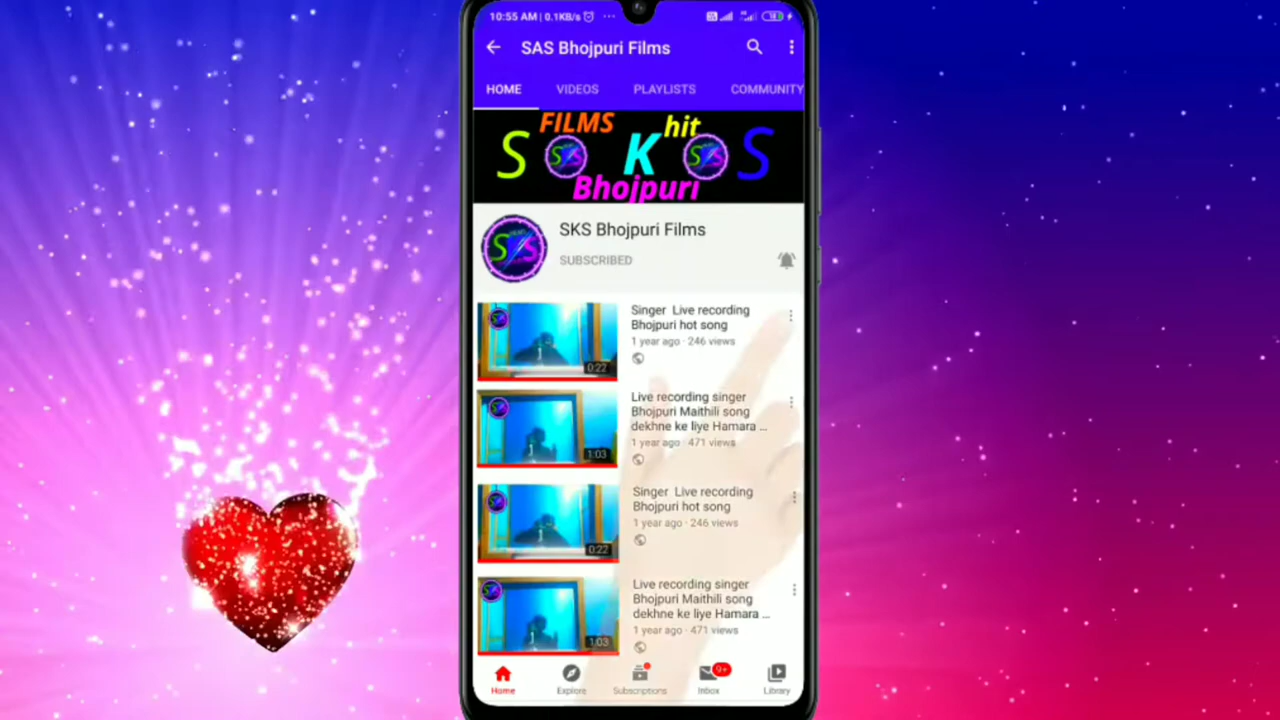 10:55 AM | 0.1KB/s
SAS Bhojpuri Films
HOME VIDEOS PLAYLISTS COMMUNITY
FILMS hit
S SKS K SKS S
Bhojpuri
SKS
SKS Bhojpuri Films
SUBSCRIBED
Singer Live recording
Bhojpuri hot song
1 year ago · 246 views
0:22
Live recording singer
Bhojpuri Maithili song
dekhne ke liye Hamara ...
1 year ago · 471 views
1:03
Singer Live recording
Bhojpuri hot song
1 year ago · 246 views
0:22
Live recording singer
Bhojpuri Maithili song
dekhne ke liye Hamara ...
1 year ago · 471 views
1:03
9+
Home Explore Subscriptions Inbox Library